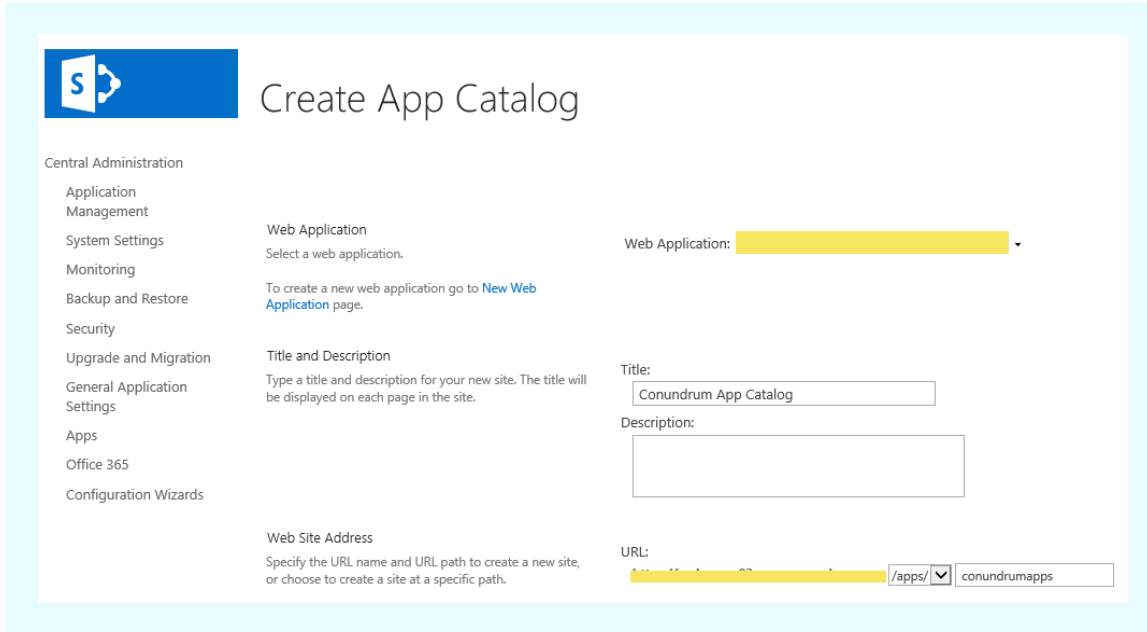 S
Create App Catalog
Central Administration
Application
Management
System Settings
Monitoring
Backup and Restore
Security
Upgrade and Migration
General Application
Settings
Apps
Office 365
Configuration Wizards
Web Application
Select a web application.
To create a new web application go to New Web
Application page.
Web Application:
Title and Description
Type a title and description for your new site. The title will
be displayed on each page in the site.
Title:
Conundrum App Catalog
Description:
Web Site Address
Specify the URL name and URL path to create a new site,
or choose to create a site at a specific path.
URL:
/apps/ conundrumapps